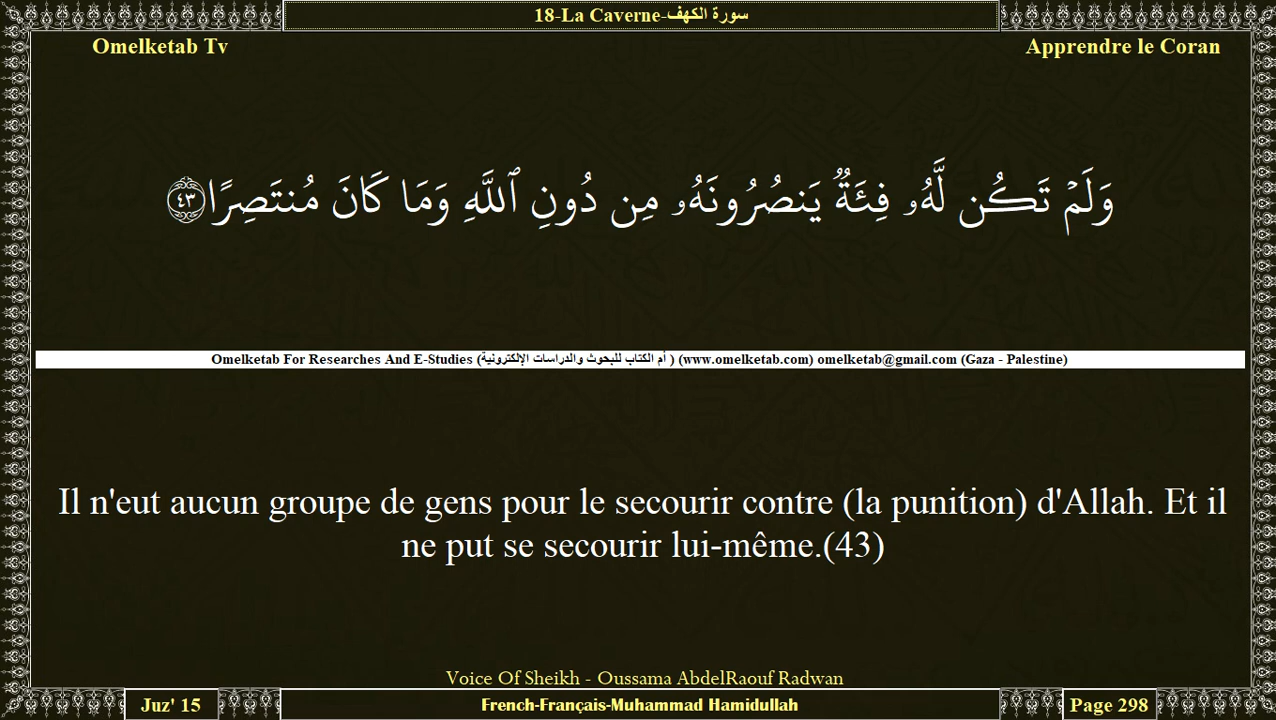 18-La Caverne-سورة الكهف
Omelketab Tv
Apprendre le Coran
وَلَمْ تَكُن لَّهُۥ فِئَةٌ يَنصُرُونَهُۥ مِن دُونِ ٱللَّهِ وَمَا كَانَ مُنتَصِرًا ٤٣
Omelketab For Researches And E-Studies (أم الكتاب للبحوث والدراسات الإلكترونية ) (www.omelketab.com) omelketab@gmail.com (Gaza - Palestine)
Il n'eut aucun groupe de gens pour le secourir contre (la punition) d'Allah. Et il
ne put se secourir lui-même.(43)
Voice Of Sheikh - Oussama AbdelRaouf Radwan
Juz' 15
French-Français-Muhammad Hamidullah
Page 298